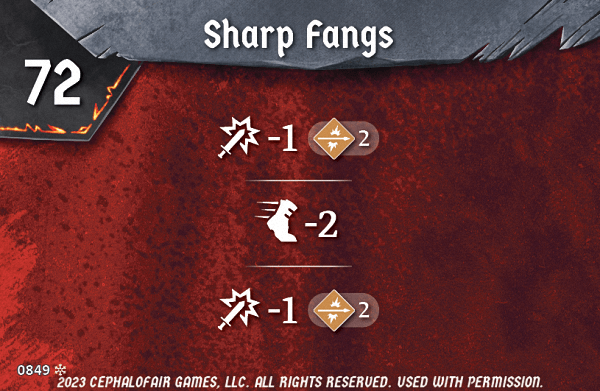 Sharp Fangs
72
-1 2
-2
-1 2
0849
2023 CEPHALOFAIR GAMES, LLC. ALL RIGHTS RESERVED. USED WITH PERMISSION.